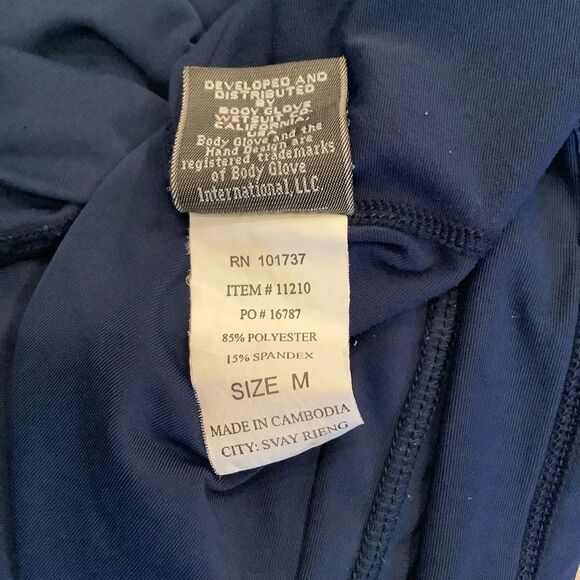 DEVELOPED AND
DISTRIBUTED
BY
BODY GLOVE
WETSUIT CO.
CALIFORNIA.
USA
Body Glove and the
Hand Design are
registered trademarks
of Body Glove
International, LLC
RN 101737
ITEM # 11210
PO # 16787
85% POLYESTER
15% SPANDEX
SIZE M
MADE IN CAMBODIA
CITY: SVAY RIENG